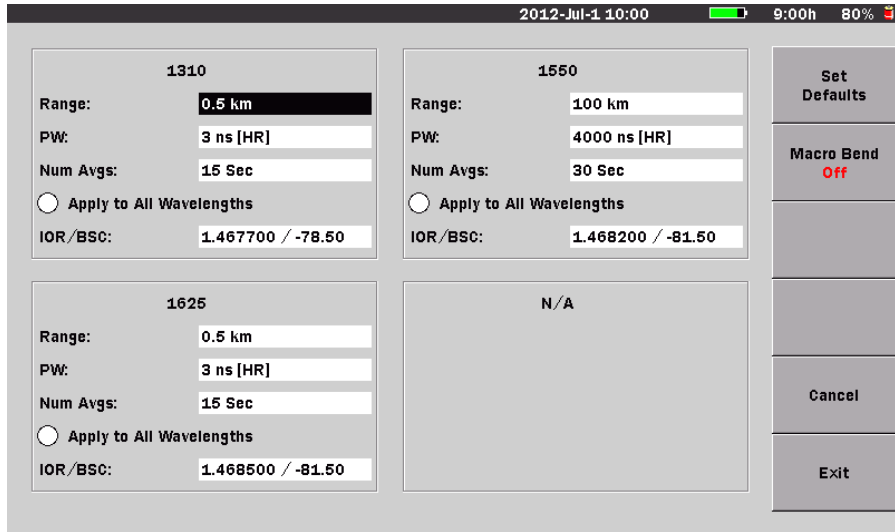 2012-Jul-1 10:00 9:00h 80%
1310
Range: 0.5 km
PW: 3 ns [HR]
Num Avgs: 15 Sec
Apply to All Wavelengths
IOR/BSC: 1.467700 / -78.50
1550
Range: 100 km
PW: 4000 ns [HR]
Num Avgs: 30 Sec
Apply to All Wavelengths
IOR/BSC: 1.468200 / -81.50
1625
Range: 0.5 km
PW: 3 ns [HR]
Num Avgs: 15 Sec
Apply to All Wavelengths
IOR/BSC: 1.468500 / -81.50
N/A
Set
Defaults
Macro Bend
Off
Cancel
Exit